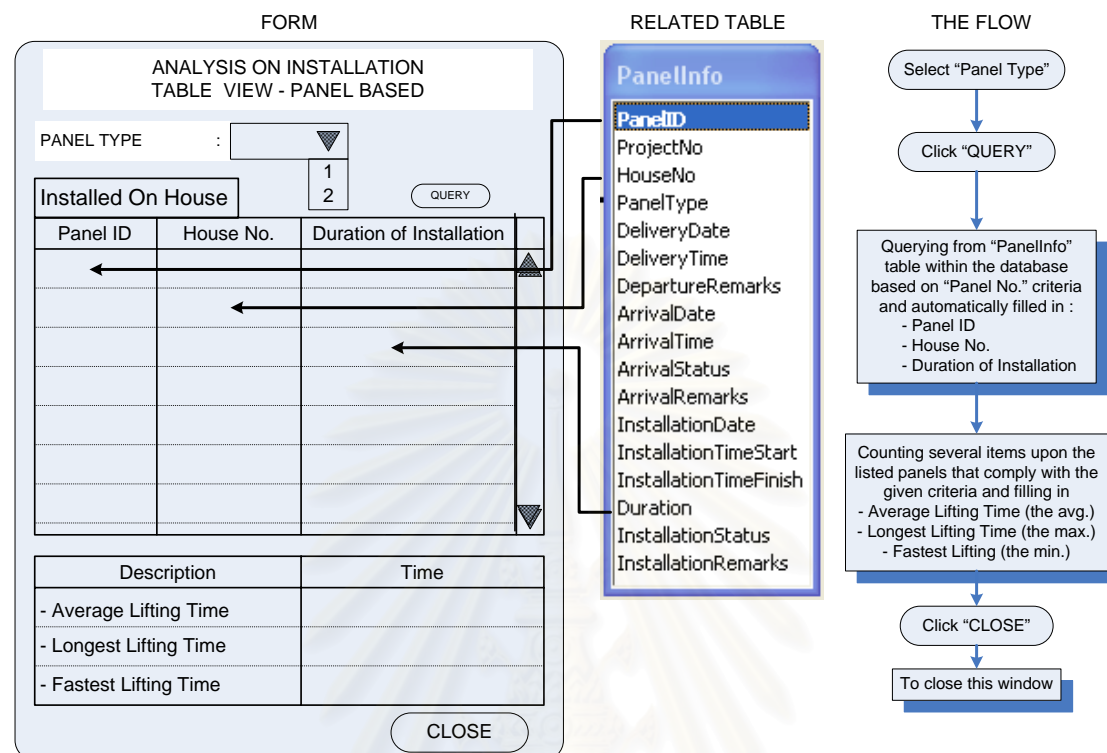 FORM
RELATED TABLE
THE FLOW
ANALYSIS ON INSTALLATION
TABLE VIEW - PANEL BASED
PANEL TYPE :
1
2
Installed On House
QUERY
Panel ID
House No.
Duration of Installation
Description
Time
- Average Lifting Time
- Longest Lifting Time
- Fastest Lifting Time
CLOSE
PanelInfo
PanelID
ProjectNo
HouseNo
PanelType
DeliveryDate
DeliveryTime
DepartureRemarks
ArrivalDate
ArrivalTime
ArrivalStatus
ArrivalRemarks
InstallationDate
InstallationTimeStart
InstallationTimeFinish
Duration
InstallationStatus
InstallationRemarks
Select “Panel Type”
Click “QUERY”
Querying from “PanelInfo”
table within the database
based on “Panel No.” criteria
and automatically filled in :
- Panel ID
- House No.
- Duration of Installation
Counting several items upon the
listed panels that comply with the
given criteria and filling in
- Average Lifting Time (the avg.)
- Longest Lifting Time (the max.)
- Fastest Lifting (the min.)
Click “CLOSE”
To close this window